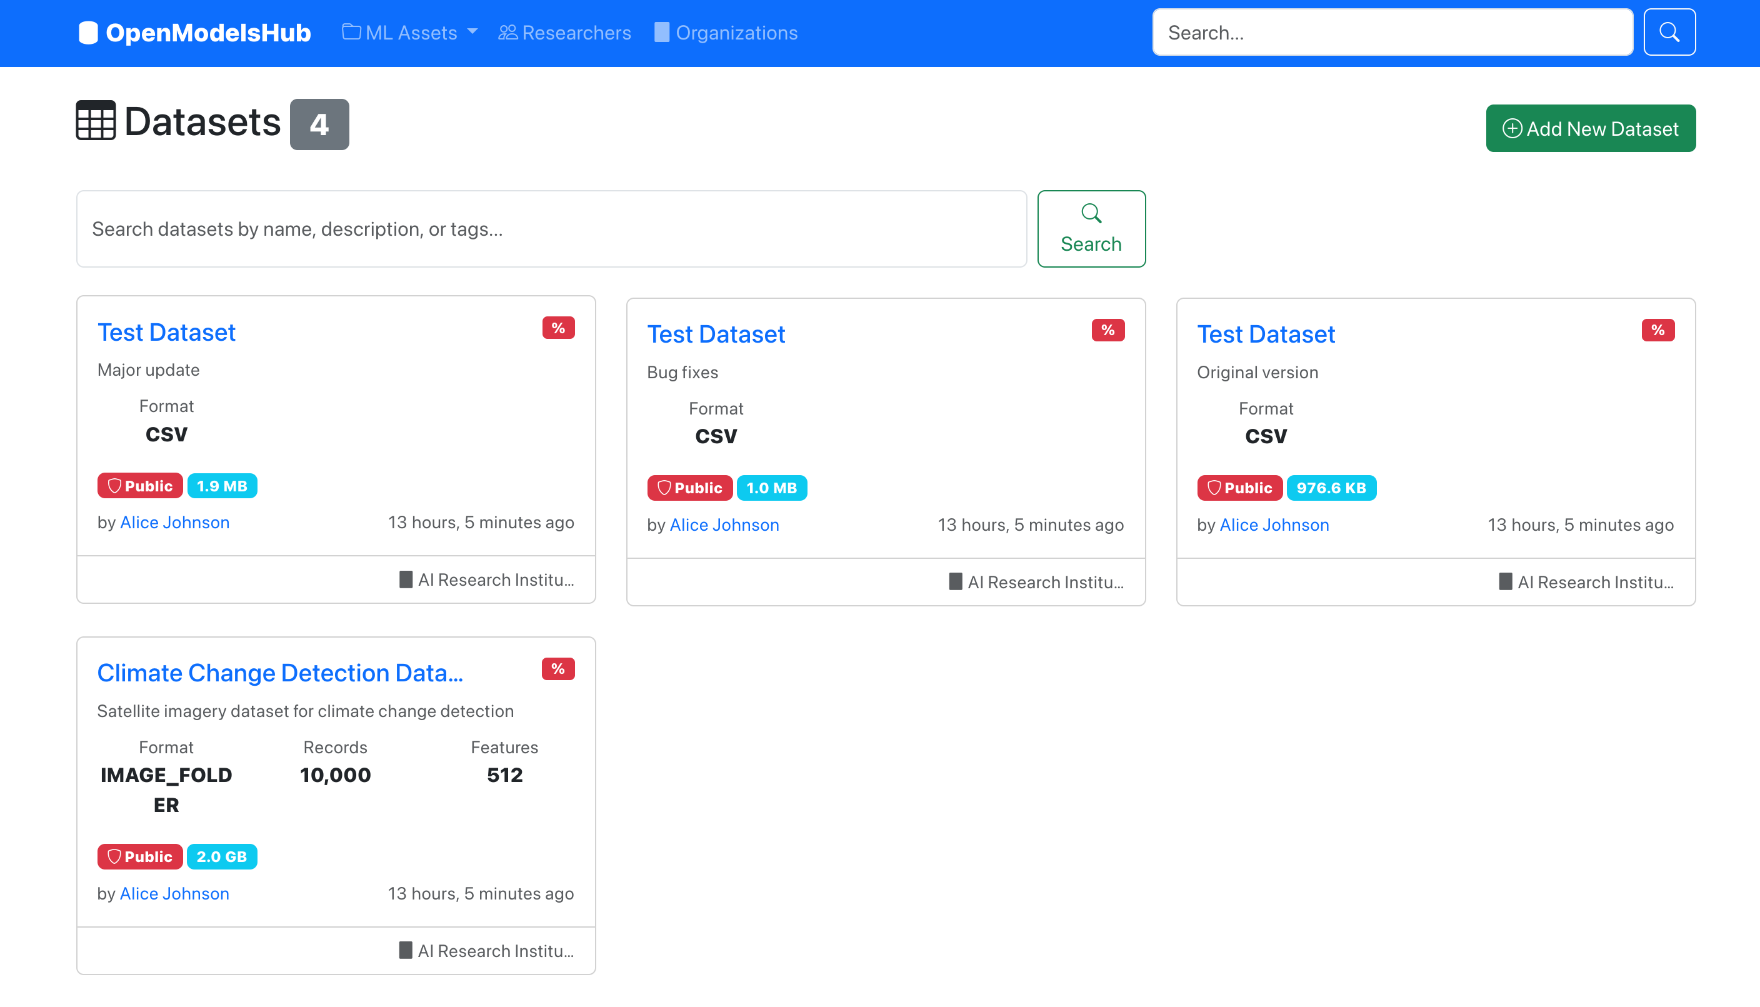 OpenModelsHub
ML Assets
Researchers
Organizations
Search...
Datasets 4
Add New Dataset
Search datasets by name, description, or tags...
Search
Test Dataset
%
Major update
Format
CSV
Public
1.9 MB
by Alice Johnson
13 hours, 5 minutes ago
AI Research Institu...
Test Dataset
%
Bug fixes
Format
CSV
Public
1.0 MB
by Alice Johnson
13 hours, 5 minutes ago
AI Research Institu...
Test Dataset
%
Original version
Format
CSV
Public
976.6 KB
by Alice Johnson
13 hours, 5 minutes ago
AI Research Institu...
Climate Change Detection Data...
%
Satellite imagery dataset for climate change detection
Format
IMAGE_FOLD
ER
Records
10,000
Features
512
Public
2.0 GB
by Alice Johnson
13 hours, 5 minutes ago
AI Research Institu...